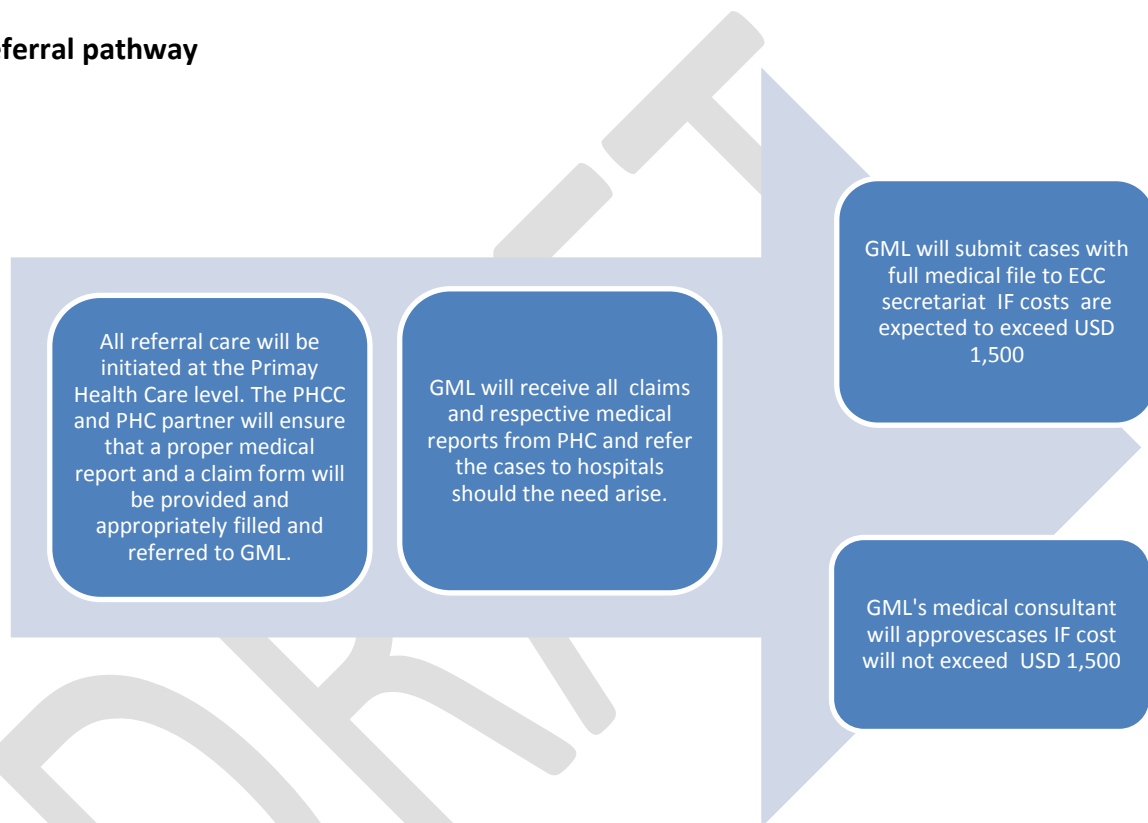 eferral pathway
All referral care will be
initiated at the Primay
Health Care level. The PHCC
and PHC partner will ensure
that a proper medical
report and a claim form will
be provided and
appropriately filled and
referred to GML.
GML will receive all claims
and respective medical
reports from PHC and refer
the cases to hospitals
should the need arise.
GML will submit cases with
full medical file to ECC
secretariat IF costs are
expected to exceed USD
1,500
GML's medical consultant
will approvescases IF cost
will not exceed USD 1,500
DRAFT